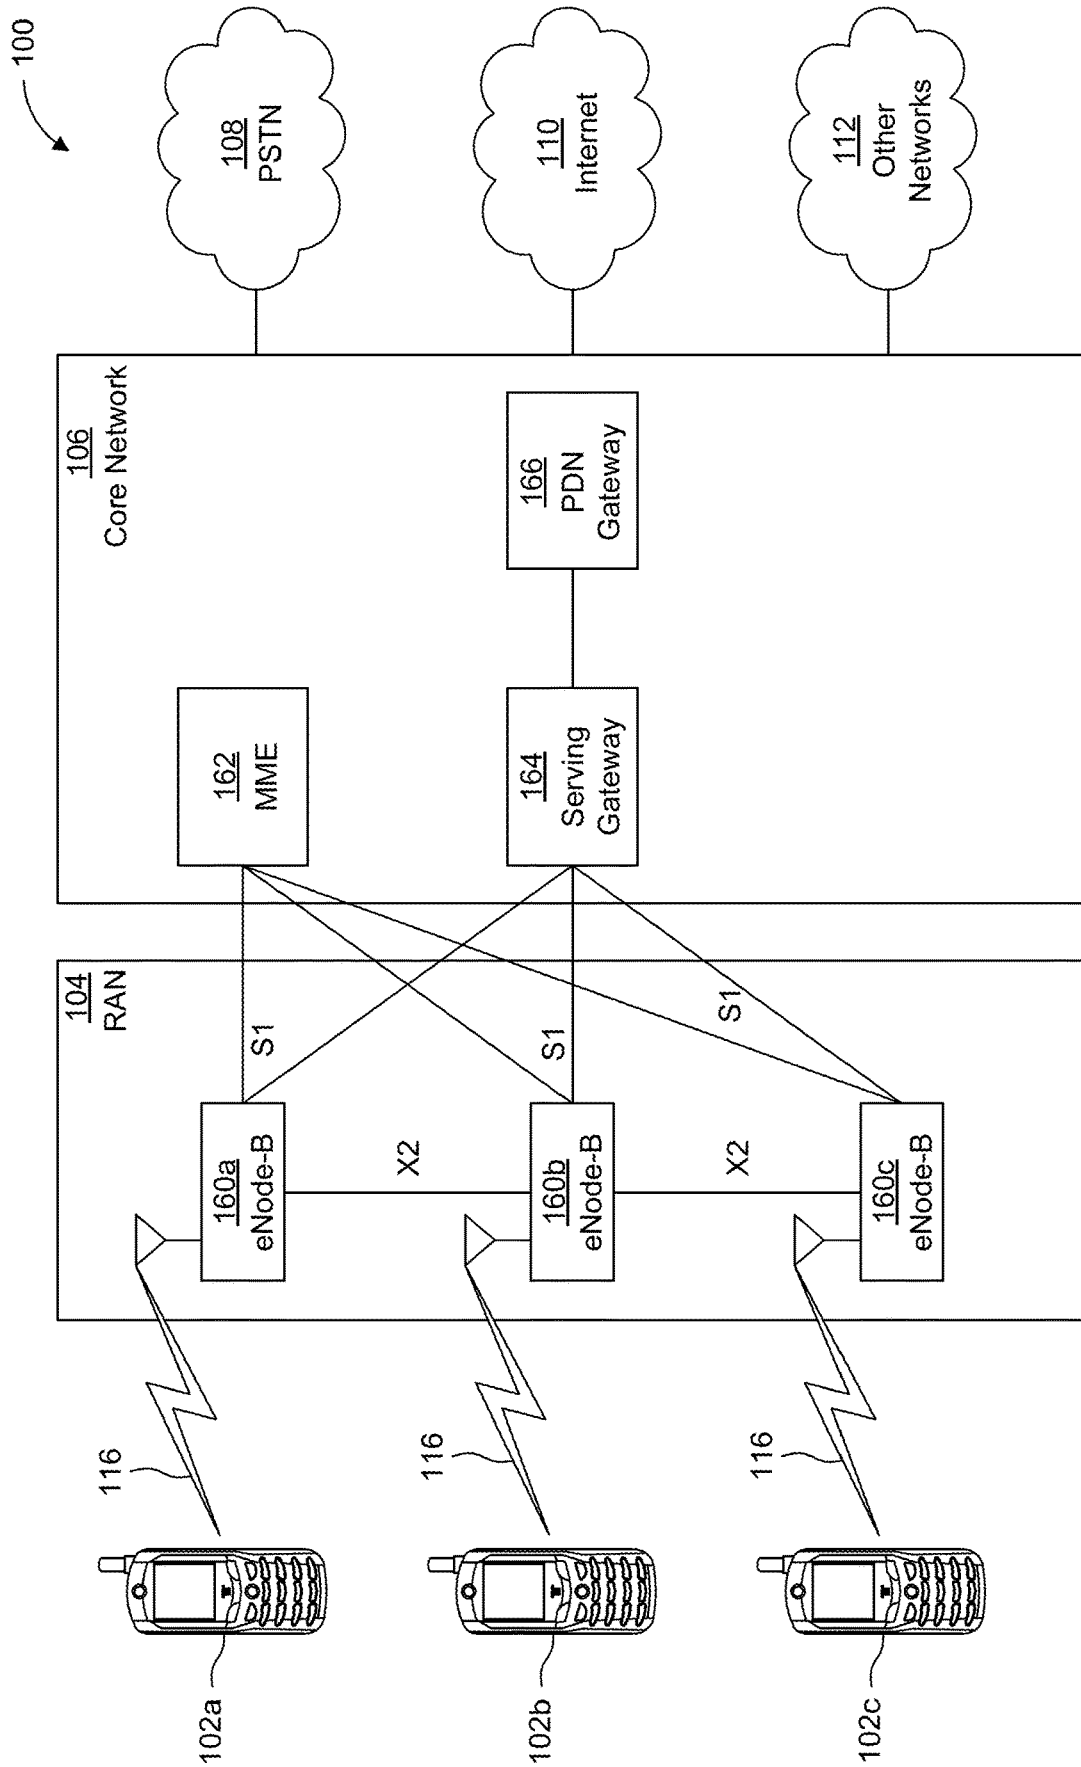 100
102a
102b
102c
116
116
116
104
RAN
160a
eNode-B
160b
eNode-B
160c
eNode-B
X2
X2
S1
S1
S1
106
Core Network
162
MME
164
Serving
Gateway
166
PDN
Gateway
108
PSTN
110
Internet
112
Other
Networks